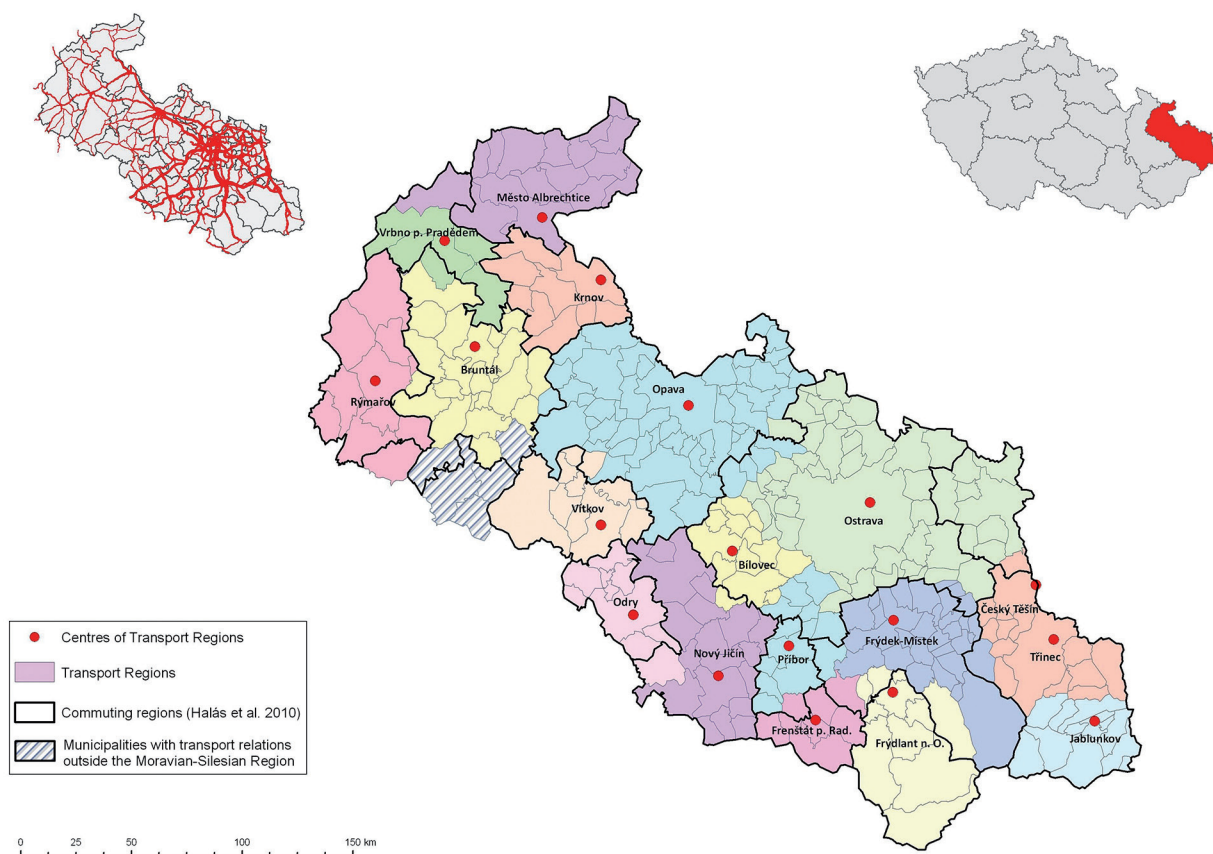 Město Albrechtice
Vrbno p. Pradědem
Krnov
Bruntál
Rýmařov
Opava
Ostrava
Vítkov
Bílovec
Odry
Český Těšín
Frýdek-Místek
Nový Jičín
Příbor
Třinec
Frenštát p. Rad.
Frýdlant n. O.
Jablunkov
Centres of Transport Regions
Transport Regions
Commuting regions (Halás et al. 2010)
Municipalities with transport relations
outside the Moravian-Silesian Region
0 25 50 100 150 km